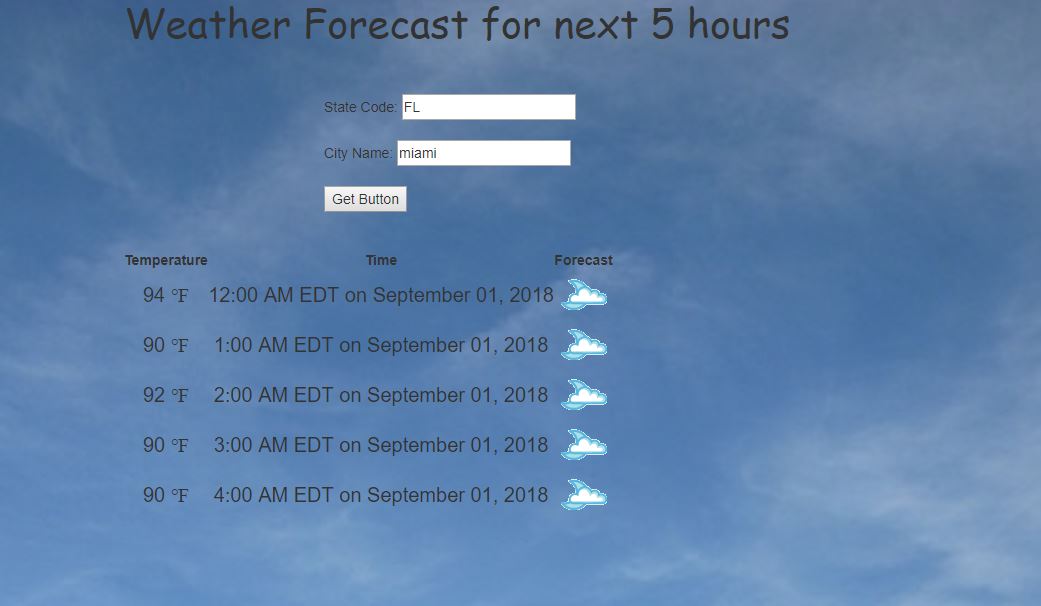 Weather Forecast for next 5 hours
State Code: FL
City Name: miami
Get Button
Temperature Time Forecast
94 °F 12:00 AM EDT on September 01, 2018
90 °F 1:00 AM EDT on September 01, 2018
92 °F 2:00 AM EDT on September 01, 2018
90 °F 3:00 AM EDT on September 01, 2018
90 °F 4:00 AM EDT on September 01, 2018